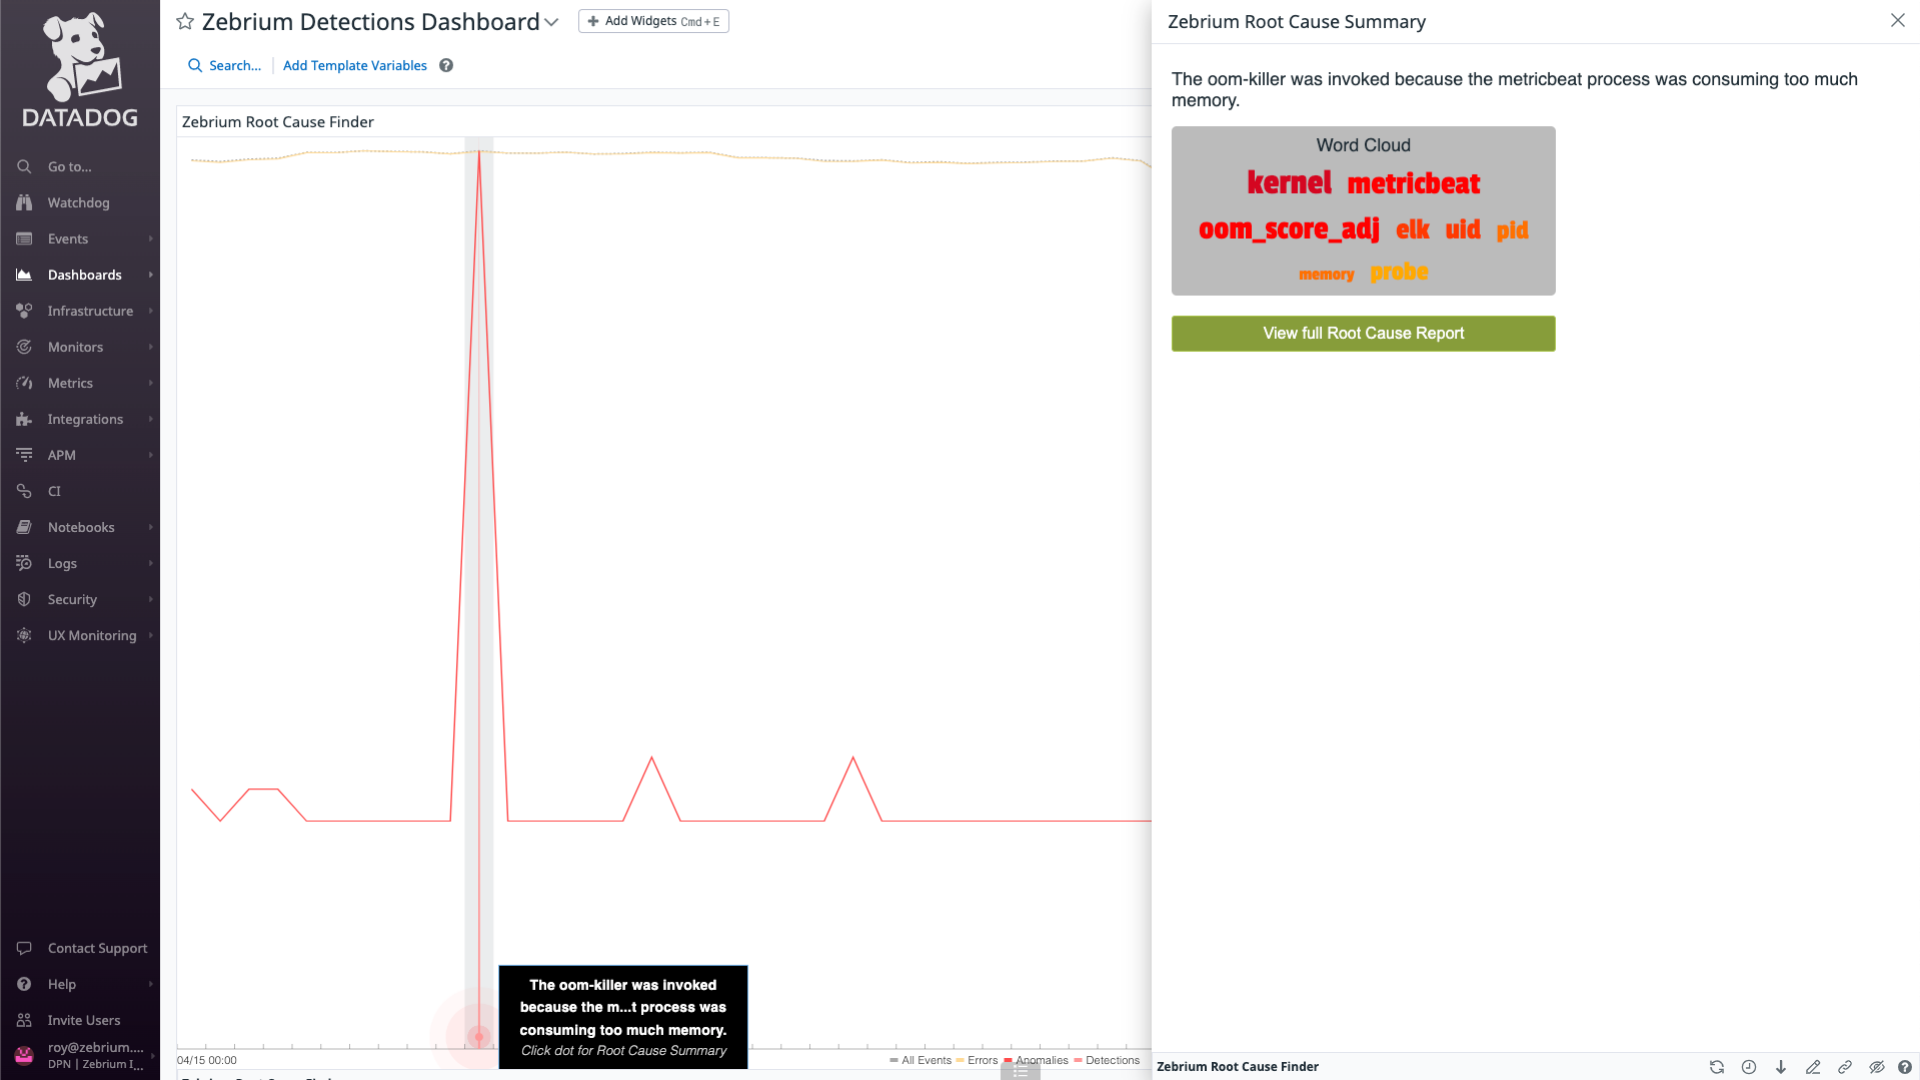 DATADOG
Go to...
Watchdog
Events
Dashboards
Infrastructure
Monitors
Metrics
Integrations
APM
CI
Notebooks
Logs
Security
UX Monitoring
Contact Support
Help
Invite Users
roy@zebrium....
DPN | Zebrium I...
Zebrium Detections Dashboard
+ Add Widgets Cmd+E
Search...
Add Template Variables
Zebrium Root Cause Finder
The oom-killer was invoked
because the m...t process was
consuming too much memory.
Click dot for Root Cause Summary
04/15 00:00
All Events Errors Anomalies Detections
Zebrium Root Cause Summary
The oom-killer was invoked because the metricbeat process was consuming too much
memory.
Word Cloud
kernel metricbeat
oom_score_adj elk uid pid
memory probe
View full Root Cause Report
Zebrium Root Cause Finder